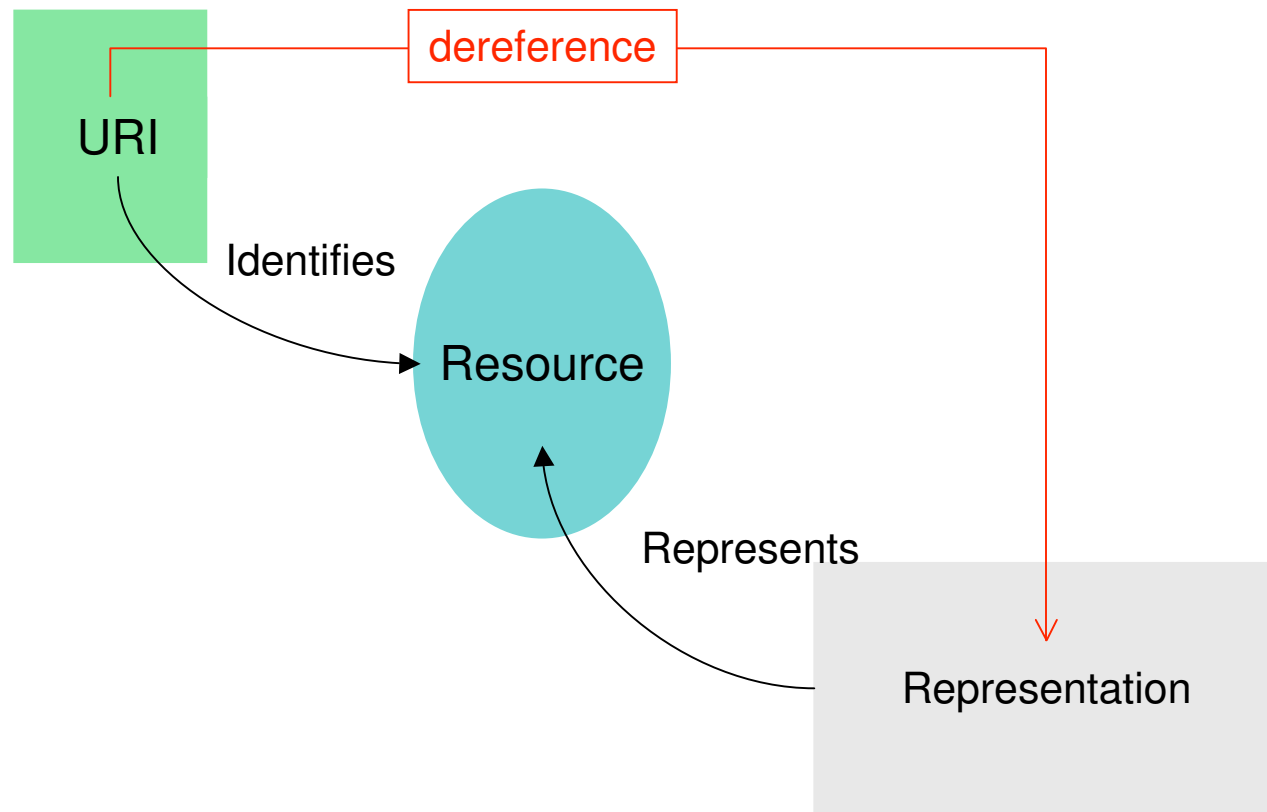 dereference
URI
Identifies
Resource
Represents
Representation